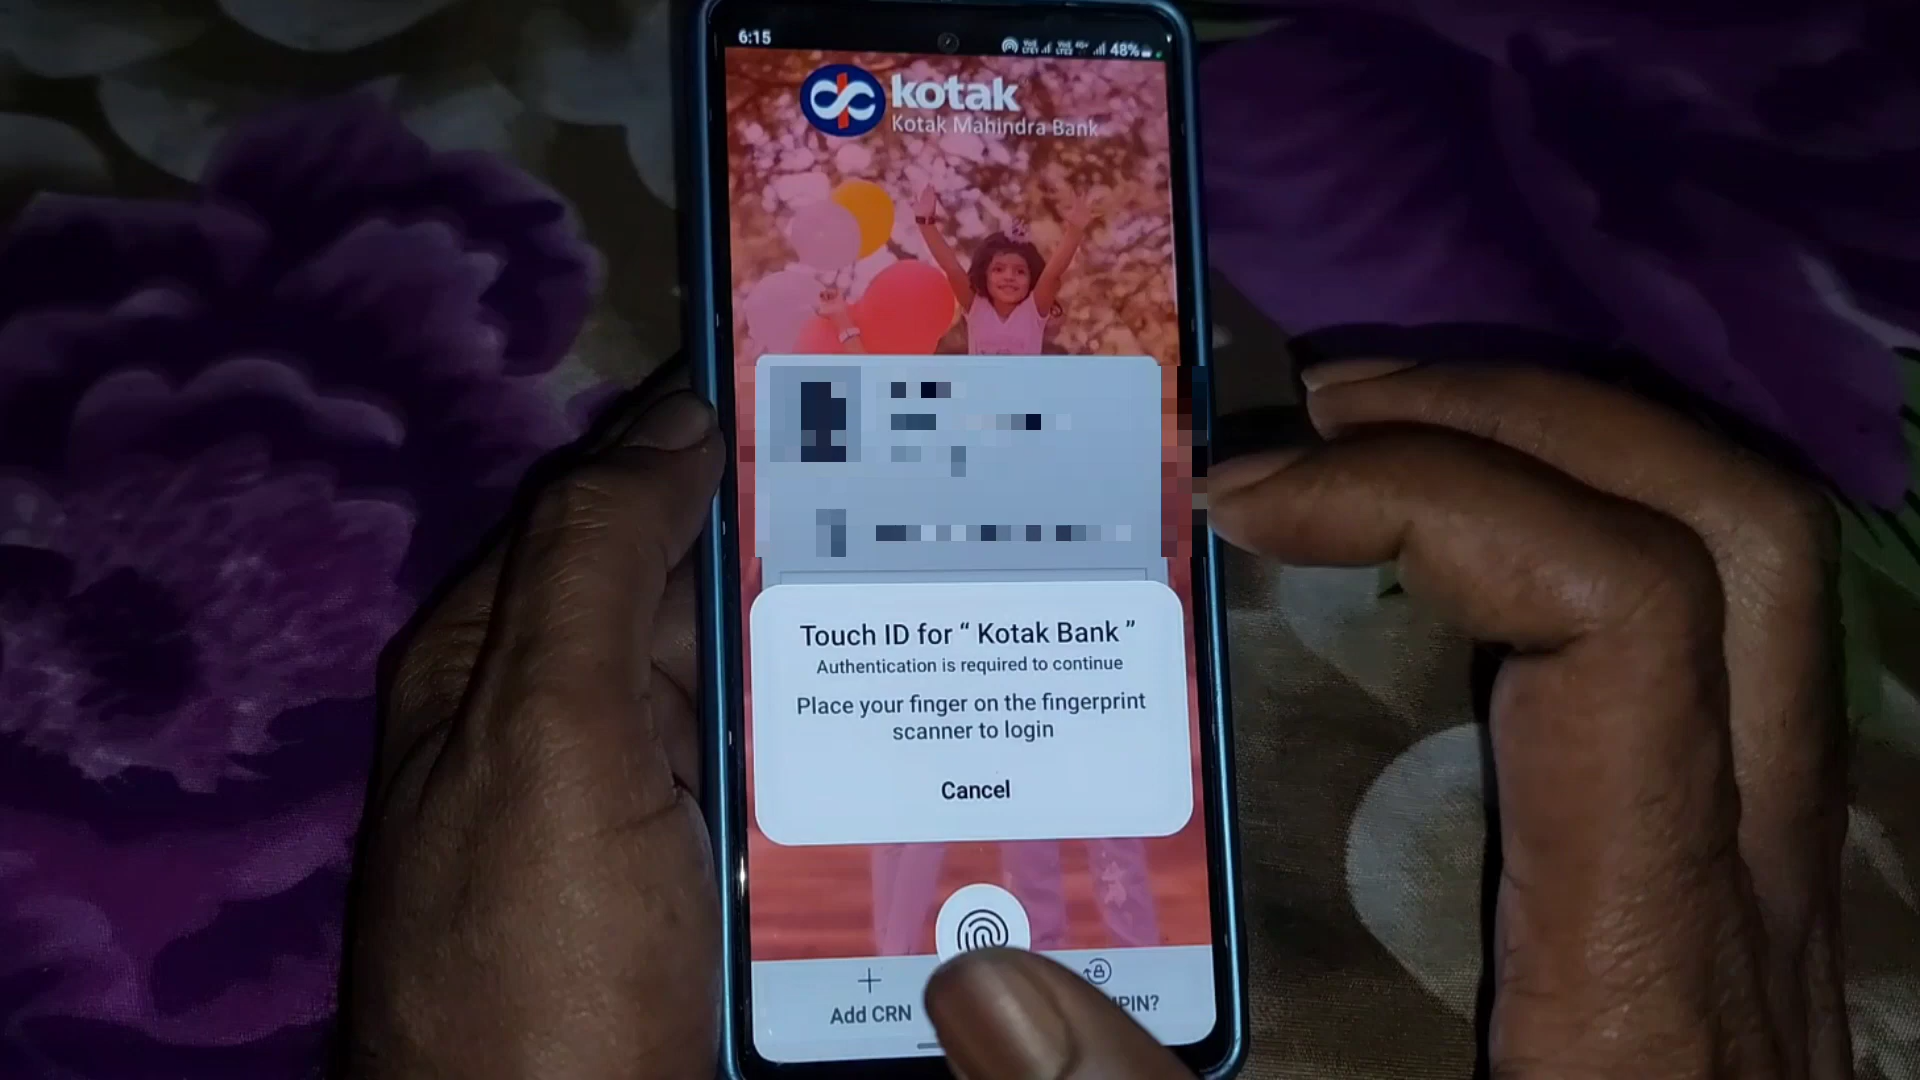 6:15
48%
kotak
Kotak Mahindra Bank
Touch ID for “ Kotak Bank ”
Authentication is required to continue
Place your finger on the fingerprint
scanner to login
Cancel
Add CRN